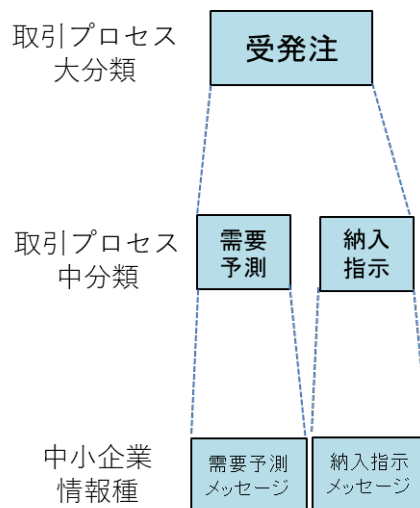 取引プロセス
大分類
受発注
取引プロセス
中分類
需要
予測
納入
指示
中小企業
情報種
需要予測
メッセージ
納入指示
メッセージ